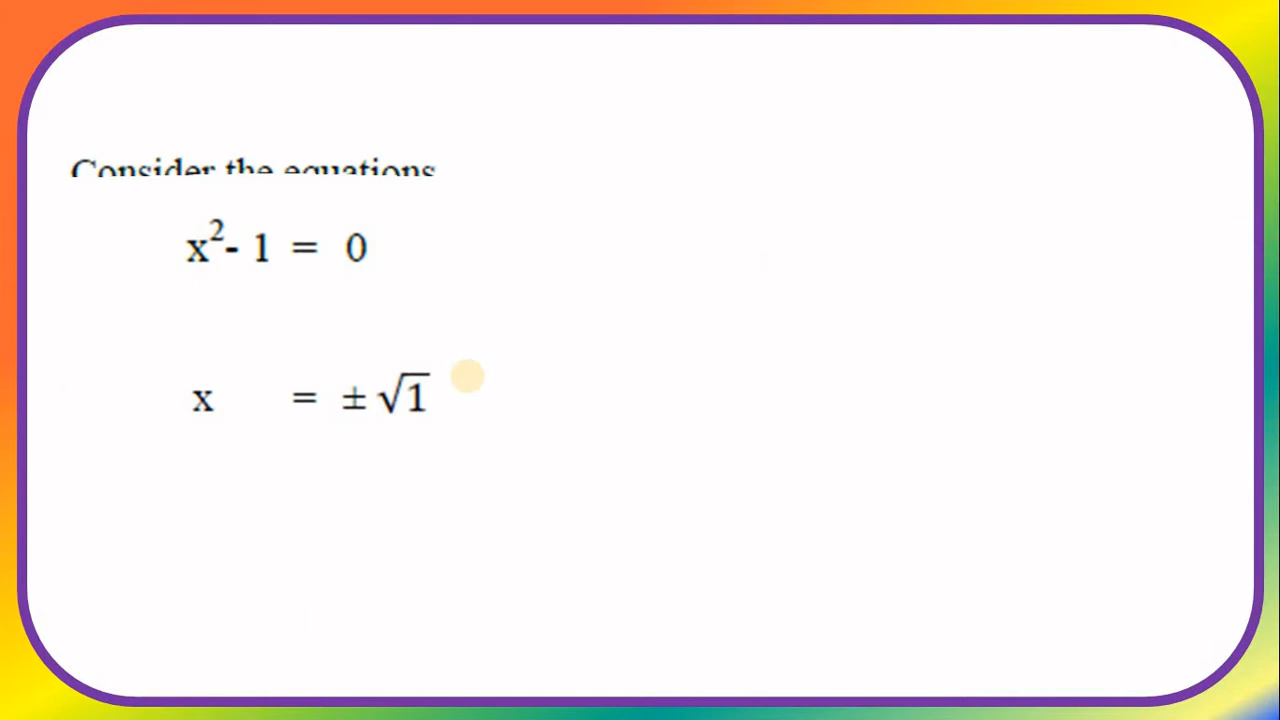 Consider the equations
x²- 1 = 0
x = ± √1